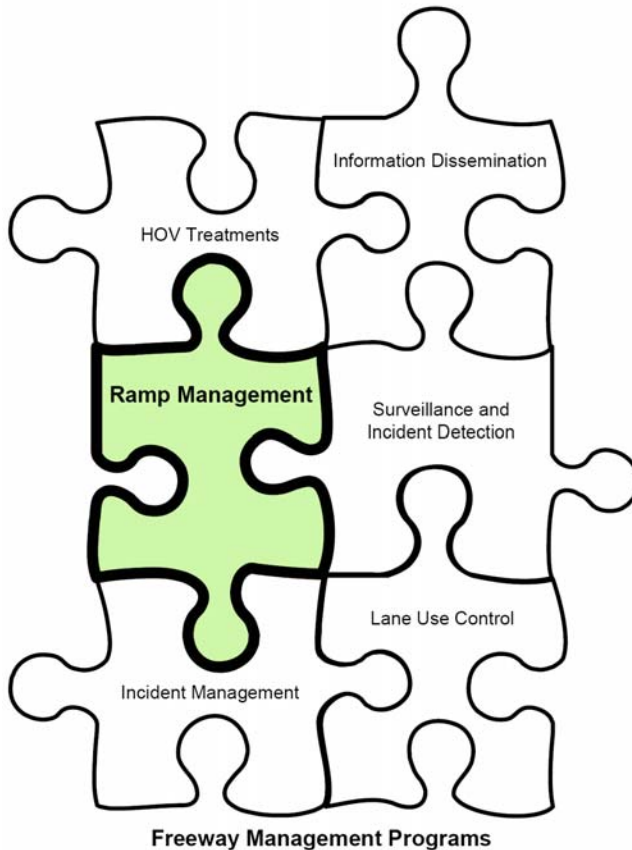 Information Dissemination
HOV Treatments
Ramp Management
Surveillance and
Incident Detection
Lane Use Control
Incident Management
Freeway Management Programs